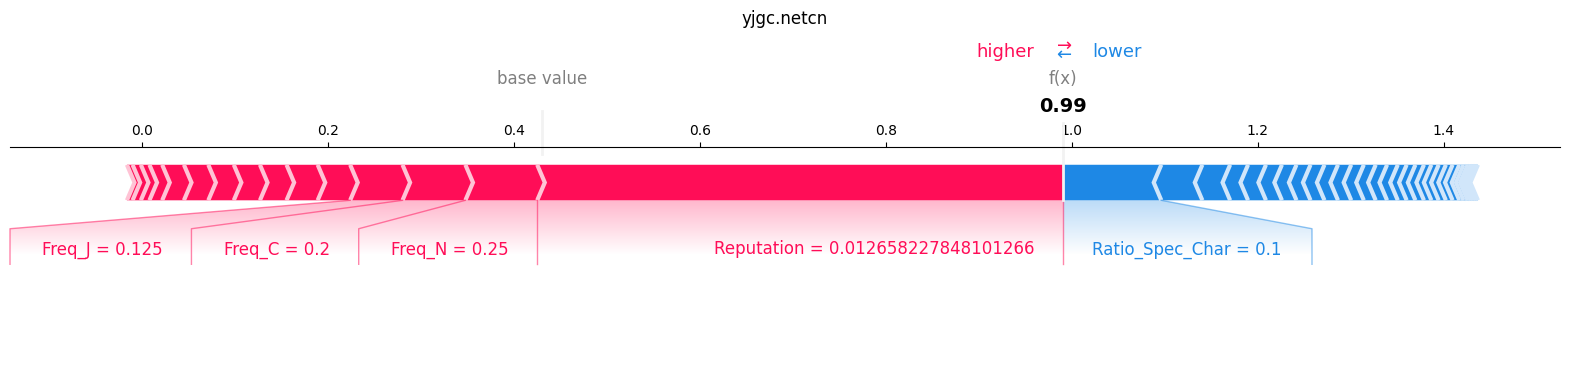 yjgc.netcn
higher ⇄ lower
base value f(x)
0.99
0.0 0.2 0.4 0.6 0.8 1.0 1.2 1.4
Freq_J = 0.125 Freq_C = 0.2 Freq_N = 0.25 Reputation = 0.012658227848101266 Ratio_Spec_Char = 0.1